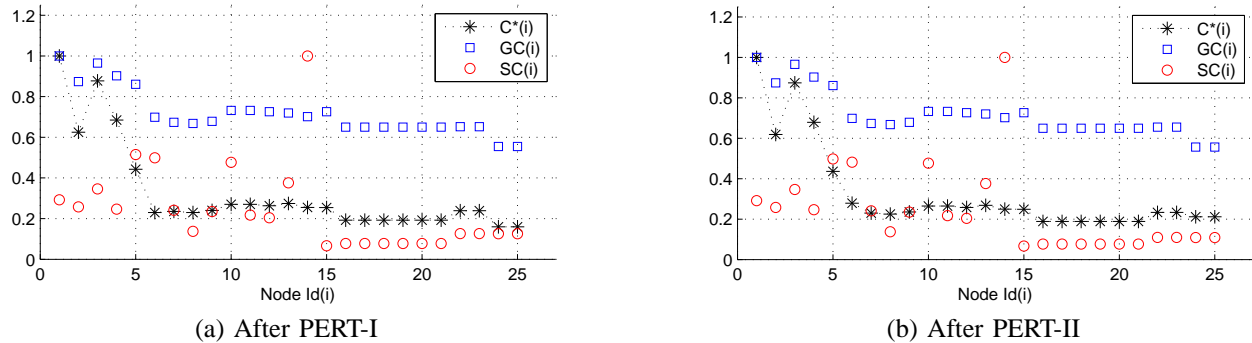 1.2
1
0.8
0.6
0.4
0.2
0
0 5 10 15 20 25
Node Id(i)
C*(i)
GC(i)
SC(i)
(a) After PERT-I
1.2
1
0.8
0.6
0.4
0.2
0
0 5 10 15 20 25
Node Id(i)
C*(i)
GC(i)
SC(i)
(b) After PERT-II